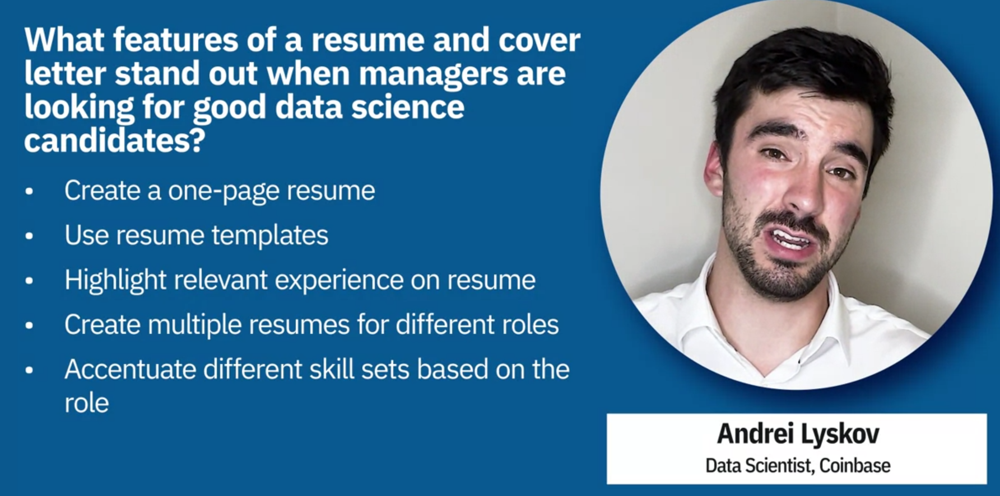 What features of a resume and cover
letter stand out when managers are
looking for good data science
candidates?
• Create a one-page resume
• Use resume templates
• Highlight relevant experience on resume
• Create multiple resumes for different roles
• Accentuate different skill sets based on the
role
Andrei Lyskov
Data Scientist, Coinbase